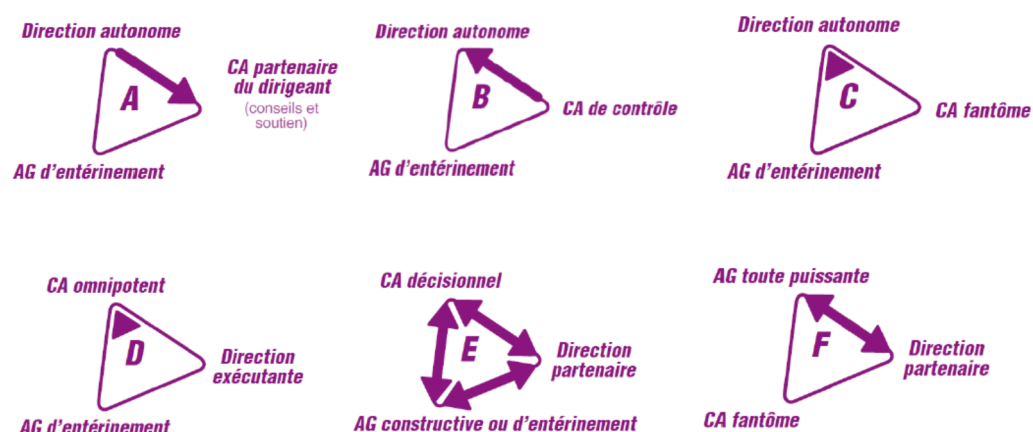 Direction autonome
A
CA partenaire
du dirigeant
(conseils et
soutien)
AG d'entérinement
Direction autonome
B
CA de contrôle
AG d'entérinement
Direction autonome
C
CA fantôme
AG d'entérinement
CA omnipotent
D
Direction
exécutante
AG d'entérinement
CA décisionnel
E
Direction
partenaire
AG constructive ou d'entérinement
AG toute puissante
F
Direction
partenaire
CA fantôme